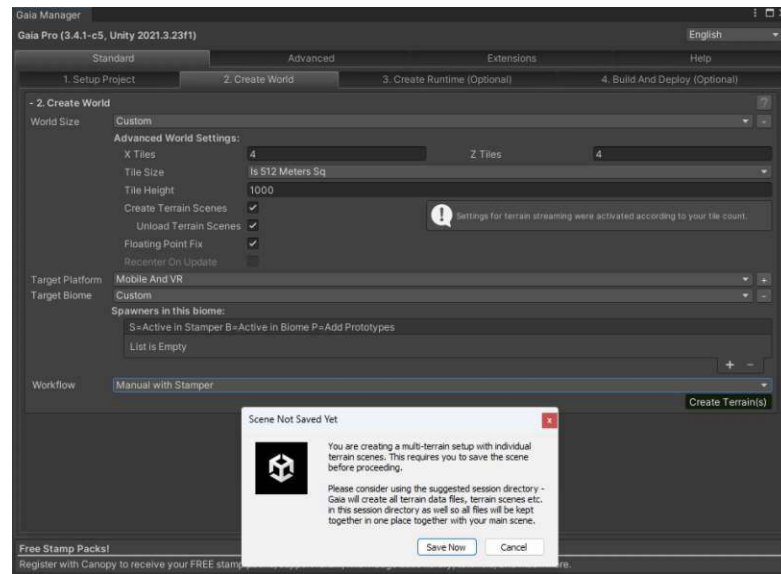 Gaia Manager
Gaia Pro (3.4.1-c5, Unity 2021.3.23f1)
English
Standard
Advanced
Extensions
Help
1. Setup Project
2. Create World
3. Create Runtime (Optional)
4. Build And Deploy (Optional)
- 2. Create World
?
World Size
Custom
-
Advanced World Settings:
X Tiles
4
Z Tiles
4
Tile Size
Is 512 Meters Sq
Tile Height
1000
Create Terrain Scenes
Settings for terrain streaming were activated according to your tile count.
Unload Terrain Scenes
Floating Point Fix
Recenter On Update
Target Platform
Mobile And VR
+
Target Biome
Custom
-
Spawners in this biome:
S=Active in Stamper B=Active in Biome P=Add Prototypes
List is Empty
+ -
Workflow
Manual with Stamper
Create Terrain(s)
Scene Not Saved Yet
x
You are creating a multi-terrain setup with individual
terrain scenes. This requires you to save the scene
before proceeding.
Please consider using the suggested session directory -
Gaia will create all terrain data files, terrain scenes etc.
in this session directory as well so all files will be kept
together in one place together with your main scene.
Save Now
Cancel
Free Stamp Packs!
Register with Canopy to receive your FREE stamp